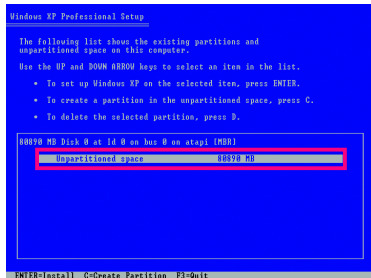 Windows XP Professional Setup
The following list shows the existing partitions and
unpartitioned space on this computer.
Use the UP and DOWN ARROW keys to select an item in the list.
• To set up Windows XP on the selected item, press ENTER.
• To create a partition in the unpartitioned space, press C.
• To delete the selected partition, press D.
80890 MB Disk 0 at Id 0 on bus 0 on atapi [MBR]
Unpartitioned space 80890 MB
ENTER=Install C=Create Partition F3=Quit